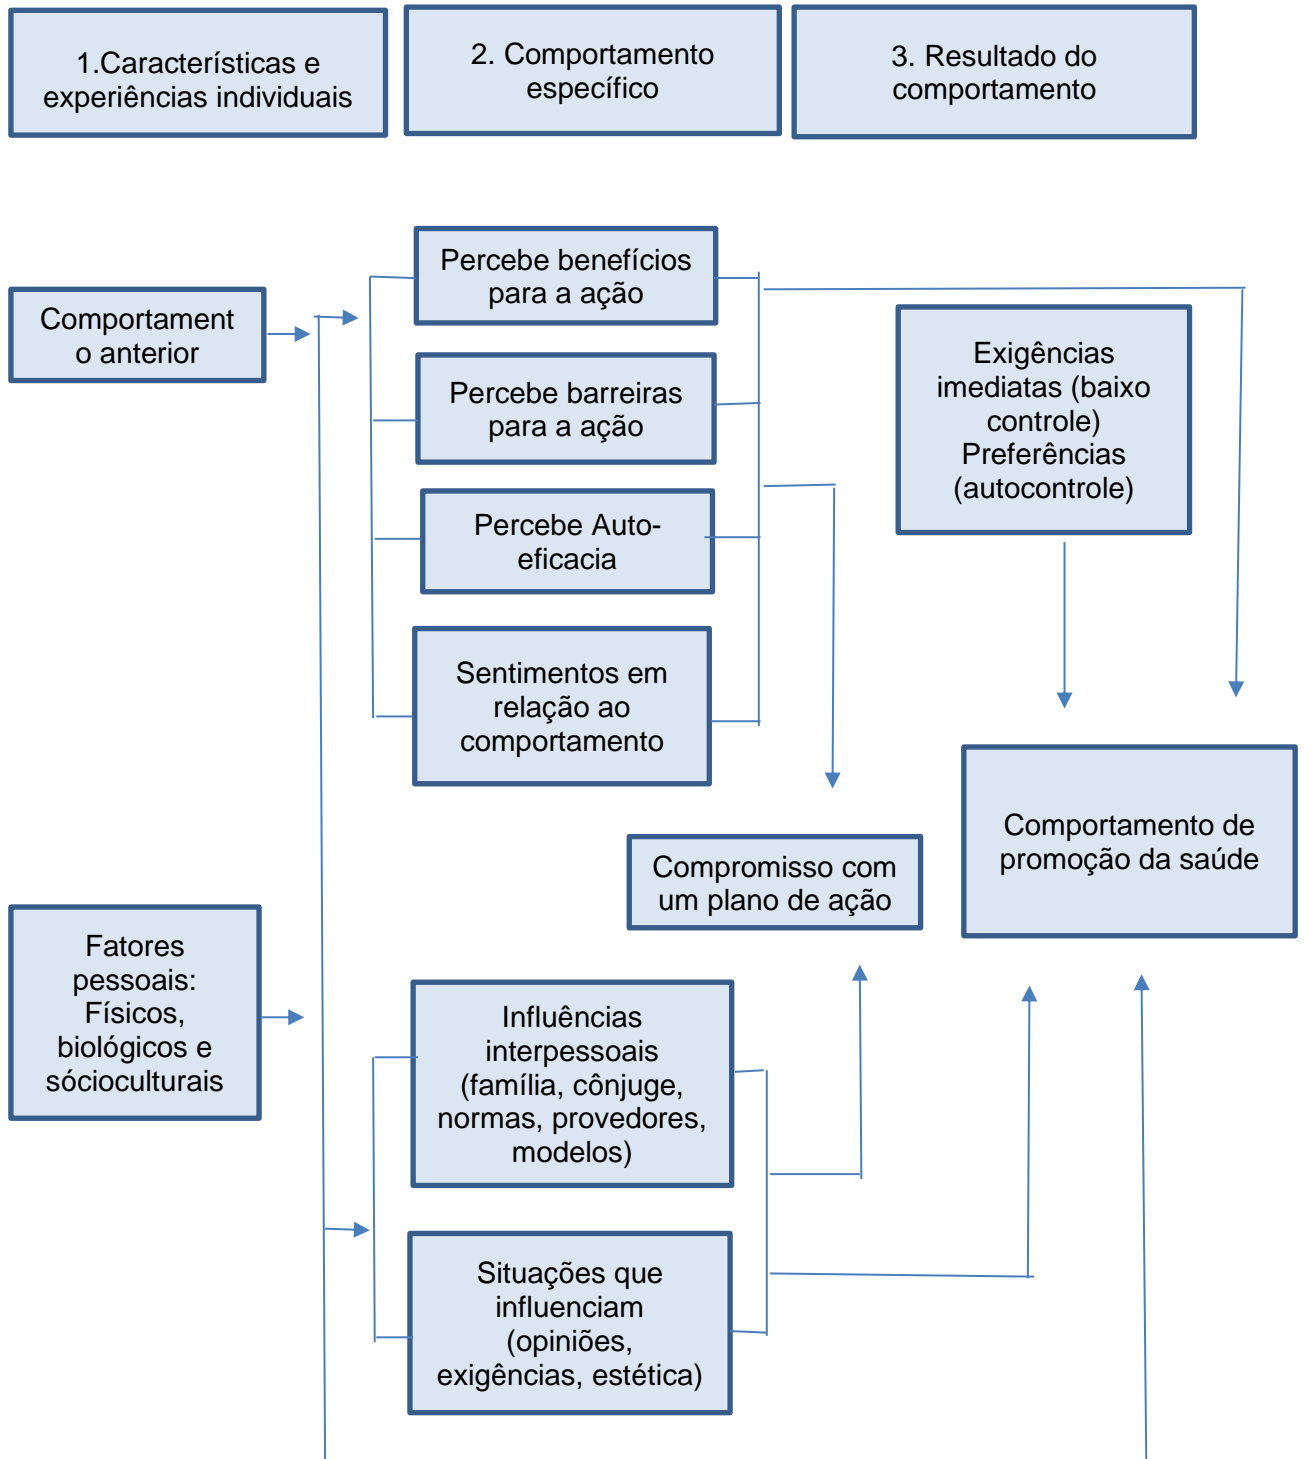 1.Características e
experiências individuais
2. Comportamento
específico
3. Resultado do
comportamento
Percebe benefícios
para a ação
Comportament
o anterior
Exigências
imediatas (baixo
controle)
Preferências
(autocontrole)
Percebe barreiras
para a ação
Percebe Auto-
eficacia
Sentimentos em
relação ao
comportamento
Comportamento de
promoção da saúde
Compromisso com
um plano de ação
Fatores
pessoais:
Físicos,
biológicos e
sócioculturais
Influências
interpessoais
(família, cônjuge,
normas, provedores,
modelos)
Situações que
influenciam
(opiniões,
exigências, estética)